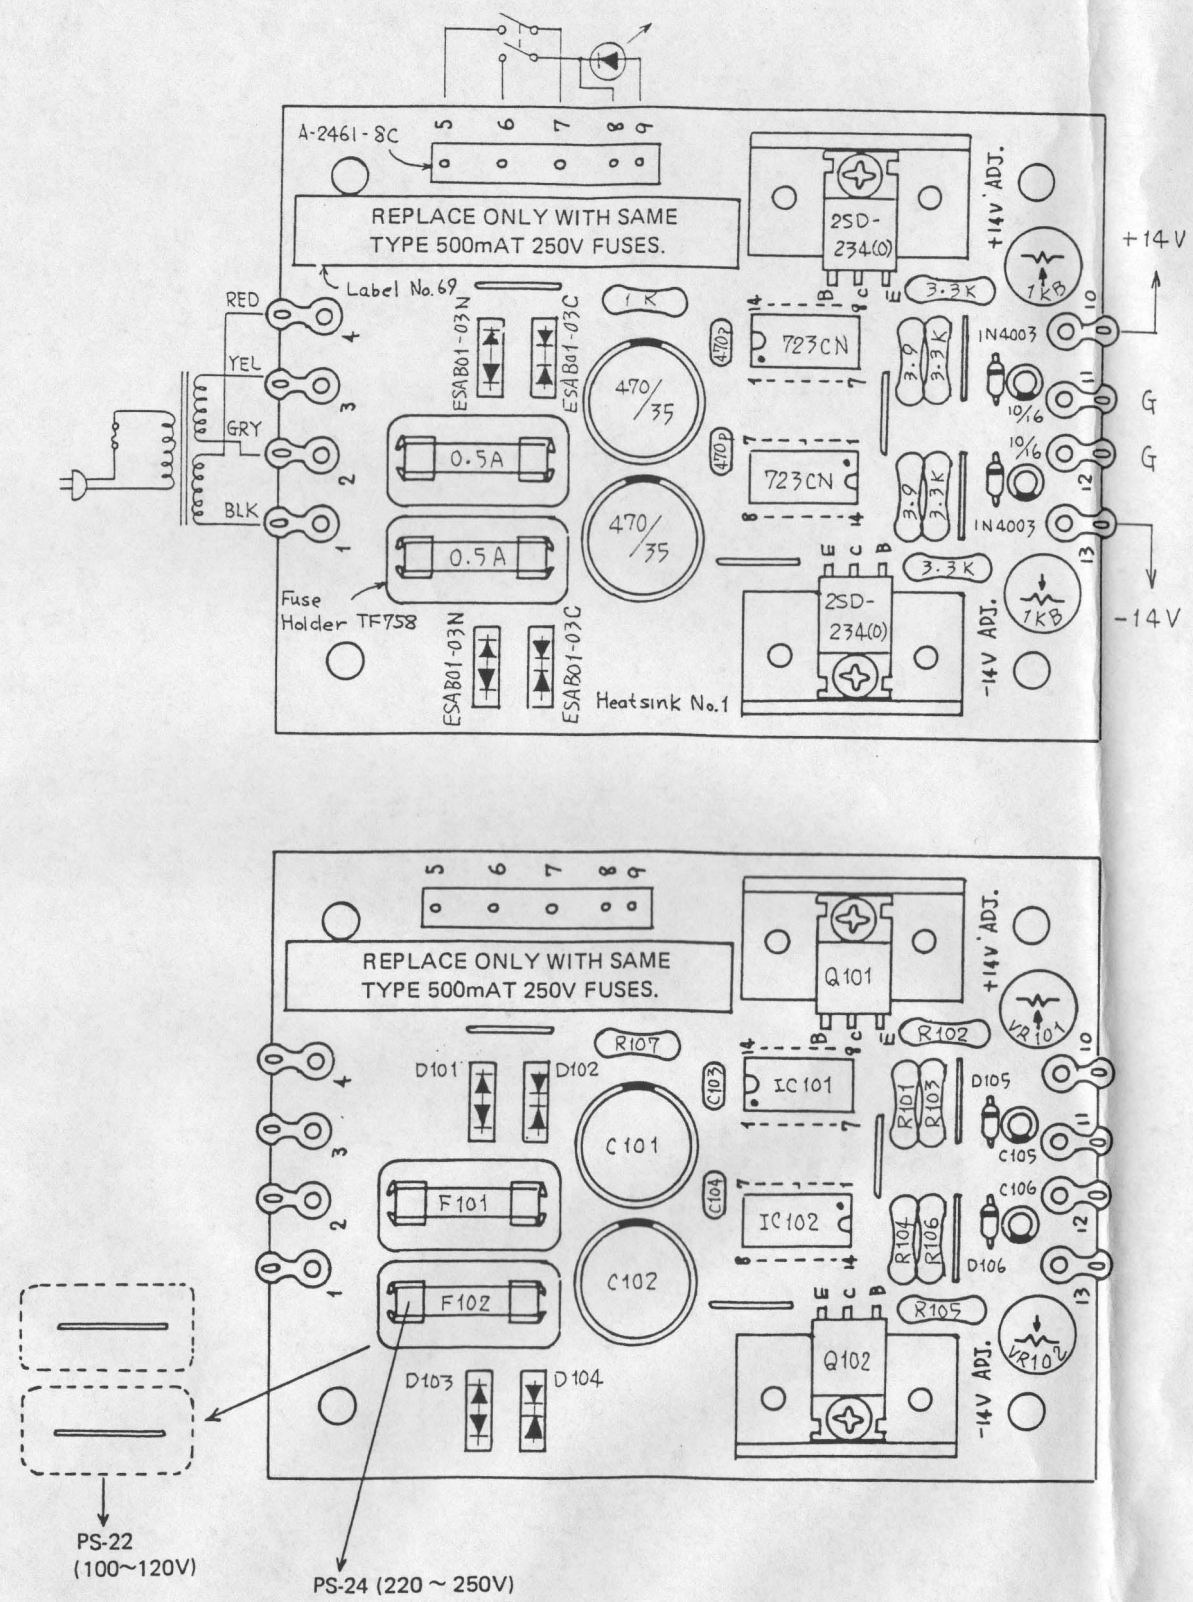 5 6 7 8 9
A-2461-8C
REPLACE ONLY WITH SAME
TYPE 500mAT 250V FUSES.
Label No.69
2SD-
234(O)
+14V ADJ.
+14V
1KB
B C E
3.3K
10
RED
4
YEL
3
GRY
2
BLK
1
ESAB01-03N
ESAB01-03C
1K
470/
35
470p
14 8
723CN
1 7
3.9
3.3K
1N4003
10/16
11
G
0.5A
470p
7 1
723CN
8 14
3.9
3.3K
10/16
1N4003
G
12
0.5A
470/
35
13
Fuse
Holder TF758
E C B
2SD-
234(O)
3.3K
1KB
-14V ADJ.
-14V
ESAB01-03N
ESAB01-03C
Heatsink No.1
5 6 7 8 9
REPLACE ONLY WITH SAME
TYPE 500mAT 250V FUSES.
Q101
+14V ADJ.
VR101
B C E
R102
10
4
3
2
1
D101
D102
R107
C101
C103
14 8
IC101
1 7
R101
R103
D105
C105
11
F101
C104
7 1
IC102
8 14
R104
R106
C106
D106
12
F102
C102
13
E C B
Q102
R105
VR102
-14V ADJ.
D103
D104
PS-22
(100~120V)
PS-24 (220 ~ 250V)